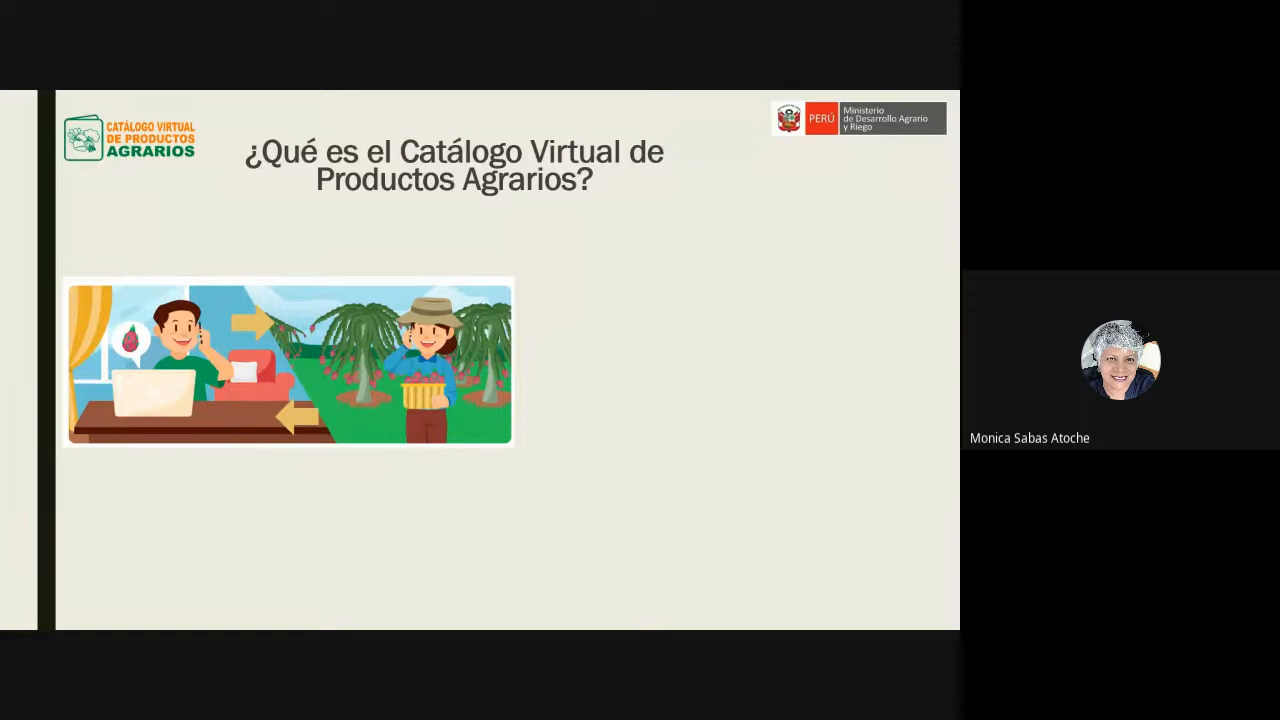 CATÁLOGO VIRTUAL
DE PRODUCTOS
AGRARIOS
¿Qué es el Catálogo Virtual de
Productos Agrarios?
PERÚ
Ministerio
de Desarrollo Agrario
y Riego
Monica Sabas Atoche